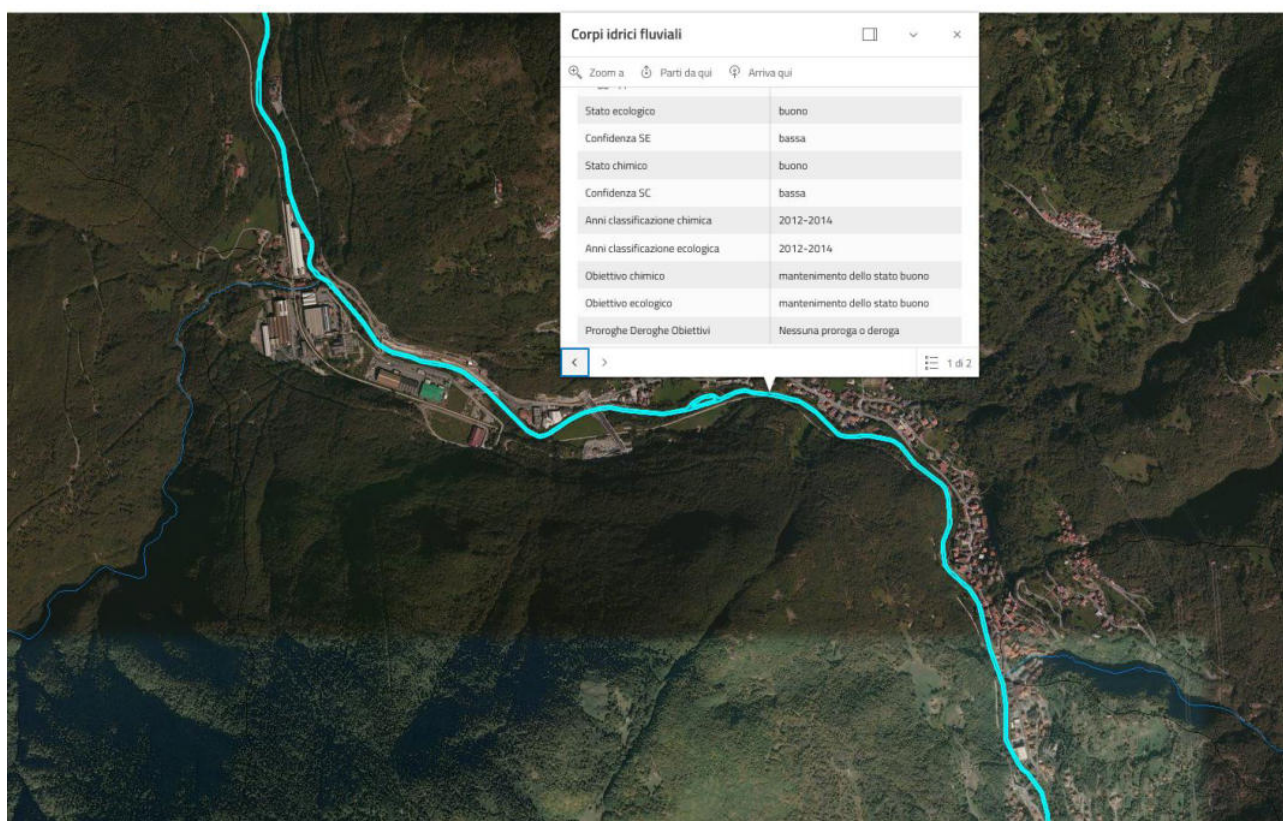 Corpi idrici fluviali
Zoom a Parti da qui Arriva qui
Stato ecologico buono
Confidenza SE bassa
Stato chimico buono
Confidenza SC bassa
Anni classificazione chimica 2012-2014
Anni classificazione ecologica 2012-2014
Obiettivo chimico mantenimento dello stato buono
Obiettivo ecologico mantenimento dello stato buono
Proroghe Deroghe Obiettivi Nessuna proroga o deroga
1 di 2